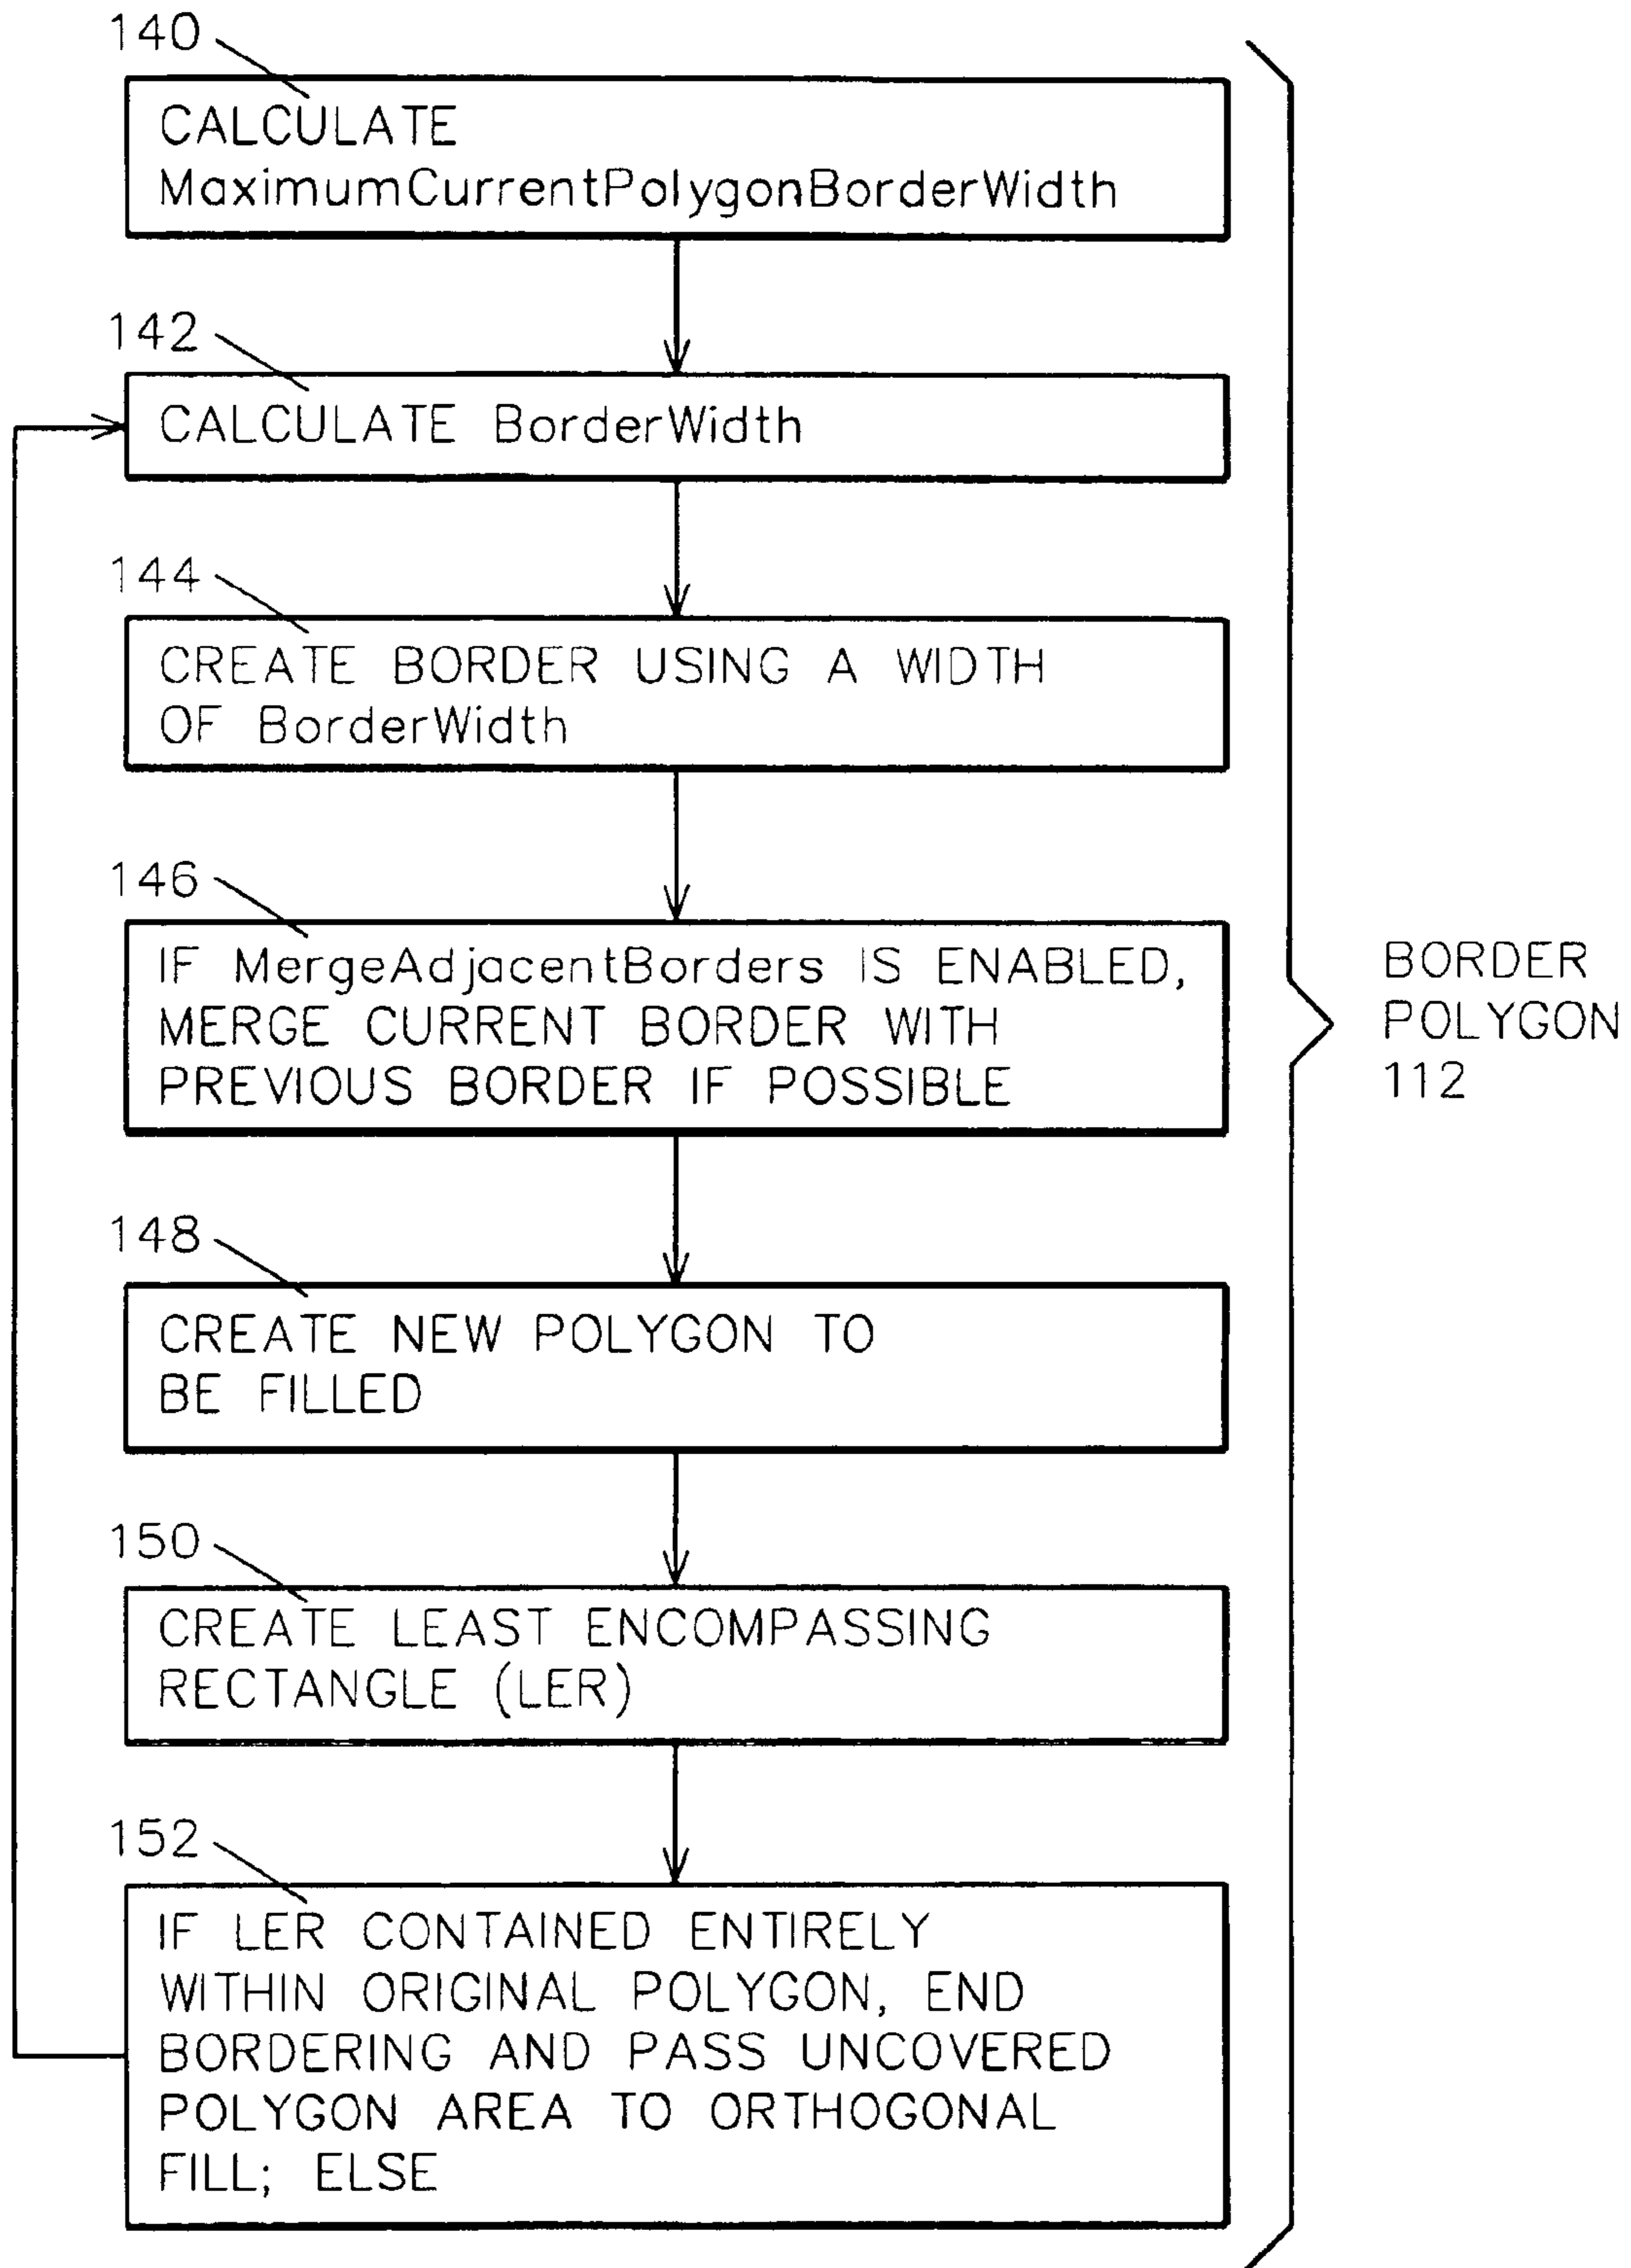 140
CALCULATE
MaximumCurrentPolygonBorderWidth
142
CALCULATE BorderWidth
144
CREATE BORDER USING A WIDTH
OF BorderWidth
146
IF MergeAdjacentBorders IS ENABLED,
MERGE CURRENT BORDER WITH
PREVIOUS BORDER IF POSSIBLE
148
CREATE NEW POLYGON TO
BE FILLED
150
CREATE LEAST ENCOMPASSING
RECTANGLE (LER)
152
IF LER CONTAINED ENTIRELY
WITHIN ORIGINAL POLYGON, END
BORDERING AND PASS UNCOVERED
POLYGON AREA TO ORTHOGONAL
FILL; ELSE
BORDER
POLYGON
112